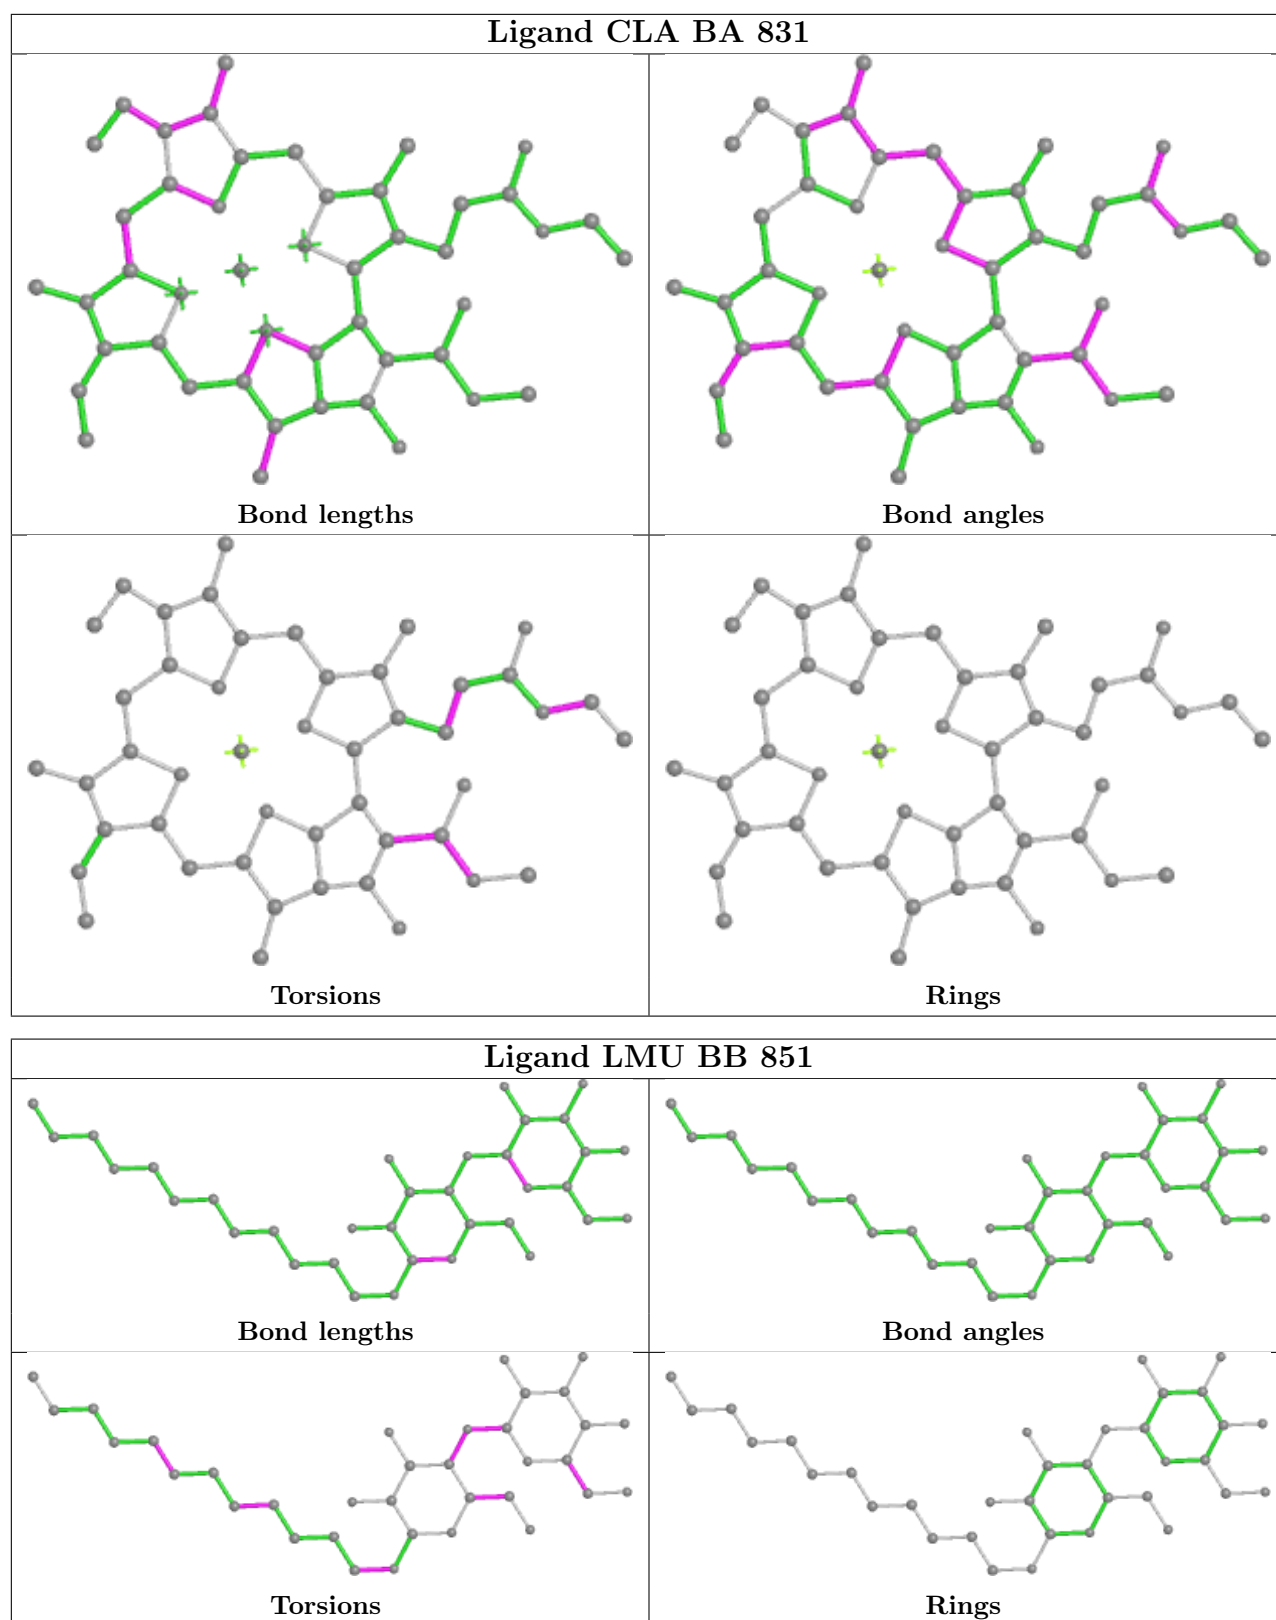 Ligand CLA BA 831
Bond lengths
Bond angles
Torsions
Rings
Ligand LMU BB 851
Bond lengths
Bond angles
Torsions
Rings